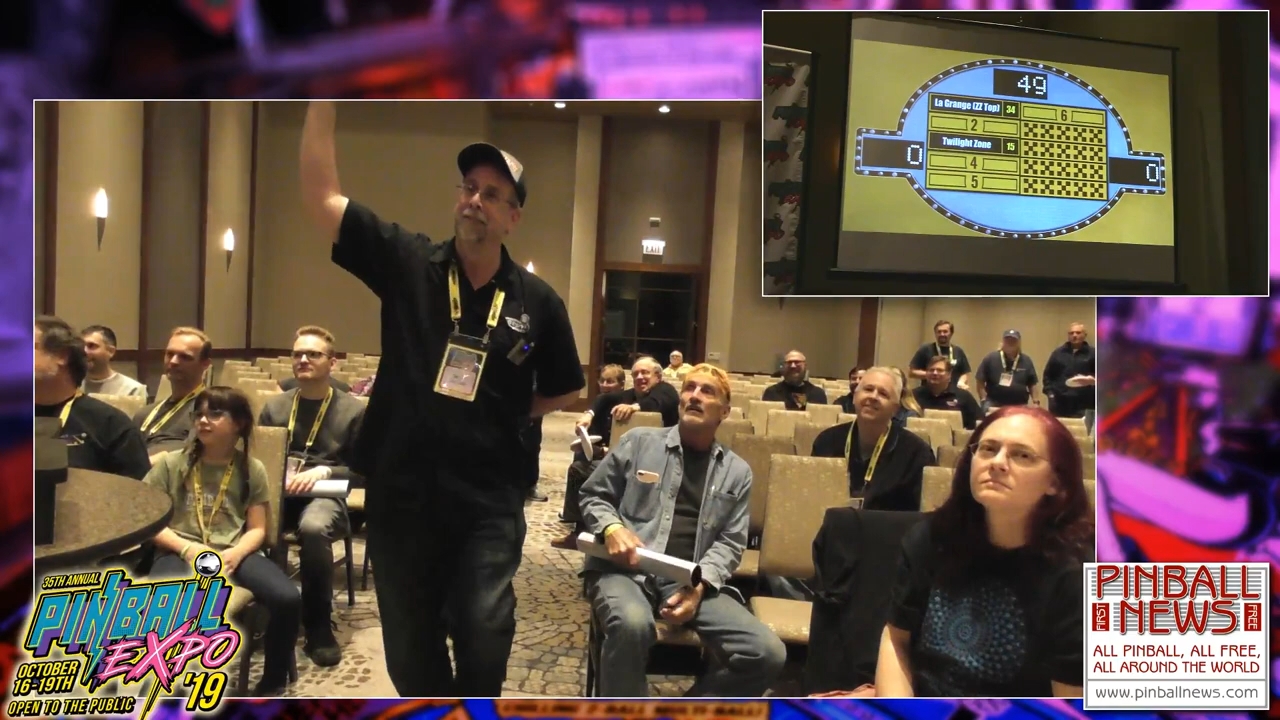 49
La Grange (ZZ Top) 34
6
2
Twilight Zone 15
0
4
0
5
EXIT
35TH ANNUAL
PINBALL
EXPO
OCTOBER
16-19TH
'19
OPEN TO THE PUBLIC
PINBALL
FIRST NEWS FREE
ALL PINBALL, ALL FREE,
ALL AROUND THE WORLD
www.pinballnews.com